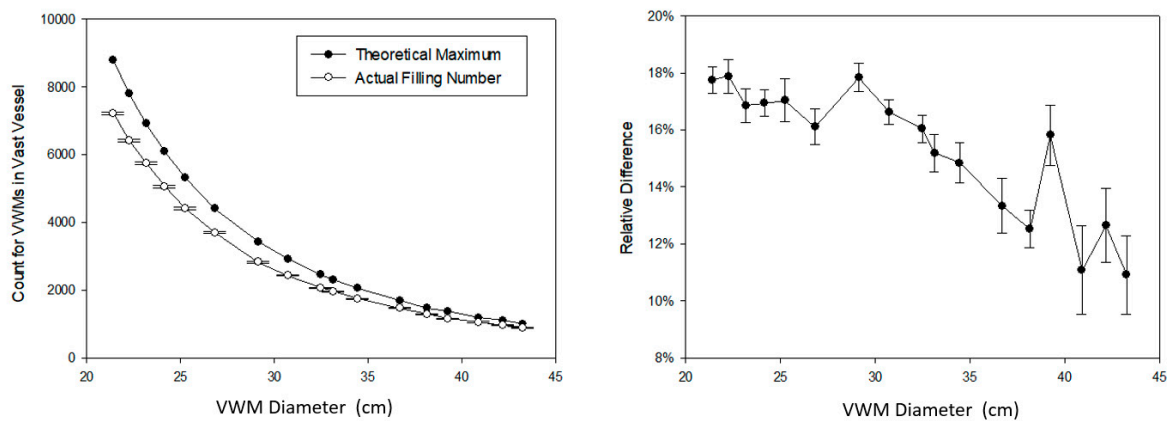 10000
8000
6000
4000
2000
0
Count for VWMs in Vast Vessel
Theoretical Maximum
Actual Filling Number
20 25 30 35 40 45
VWM Diameter (cm)
20%
18%
16%
14%
12%
10%
8%
Relative Difference
20 25 30 35 40 45
VWM Diameter (cm)